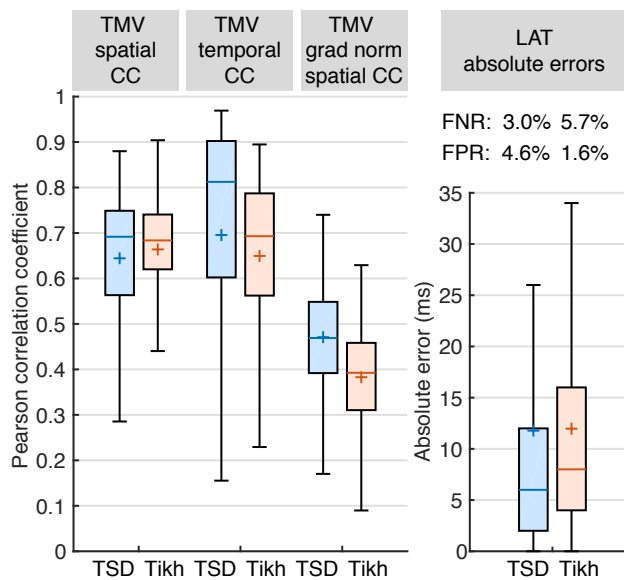 TMV
spatial
CC
TMV
temporal
CC
TMV
grad norm
spatial CC
LAT
absolute errors
FNR: 3.0% 5.7%
FPR: 4.6% 1.6%
Pearson correlation coefficient
1
0.9
0.8
0.7
0.6
0.5
0.4
0.3
0.2
0.1
0
TSD Tikh TSD Tikh TSD Tikh
Absolute error (ms)
35
30
25
20
15
10
5
0
TSD Tikh